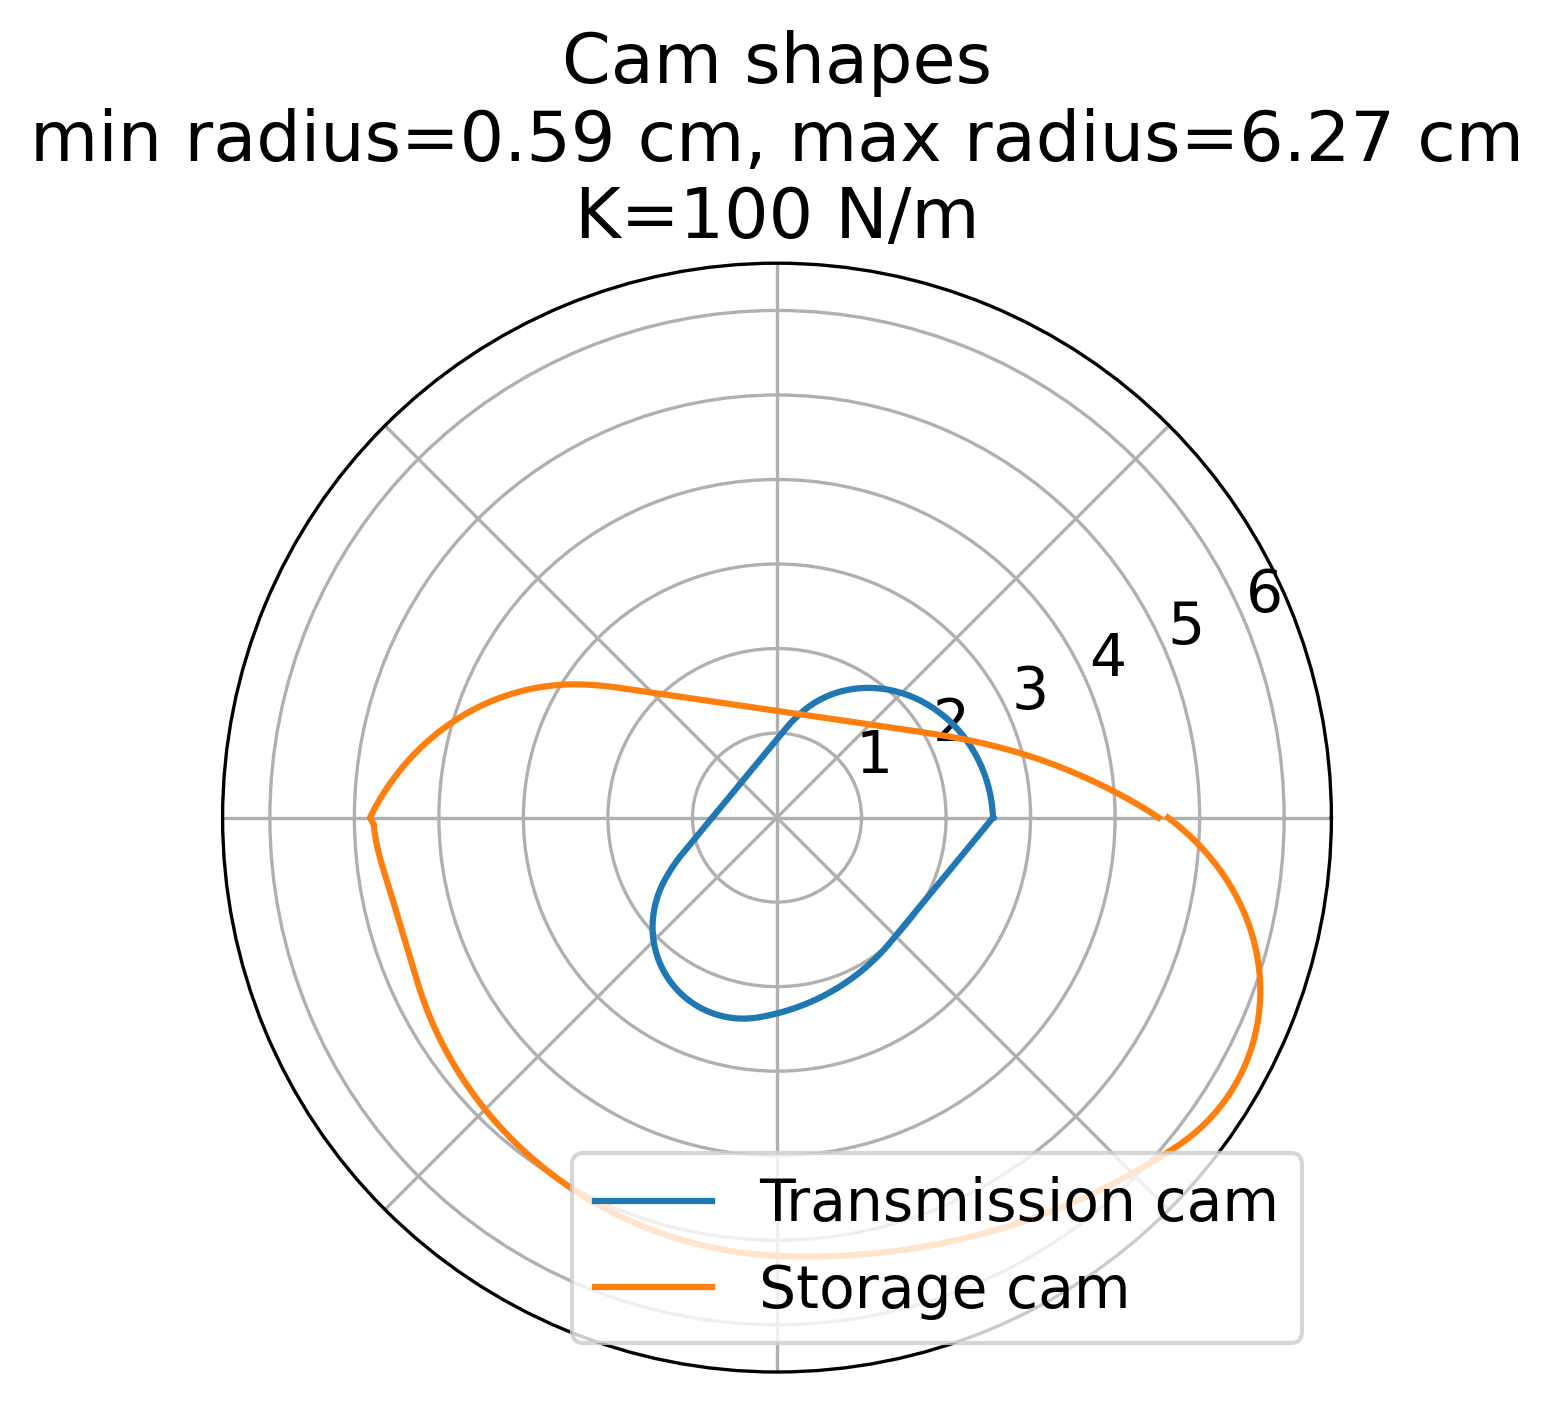 Cam shapes
min radius=0.59 cm, max radius=6.27 cm
K=100 N/m
6
5
4
3
2
1
Transmission cam
Storage cam